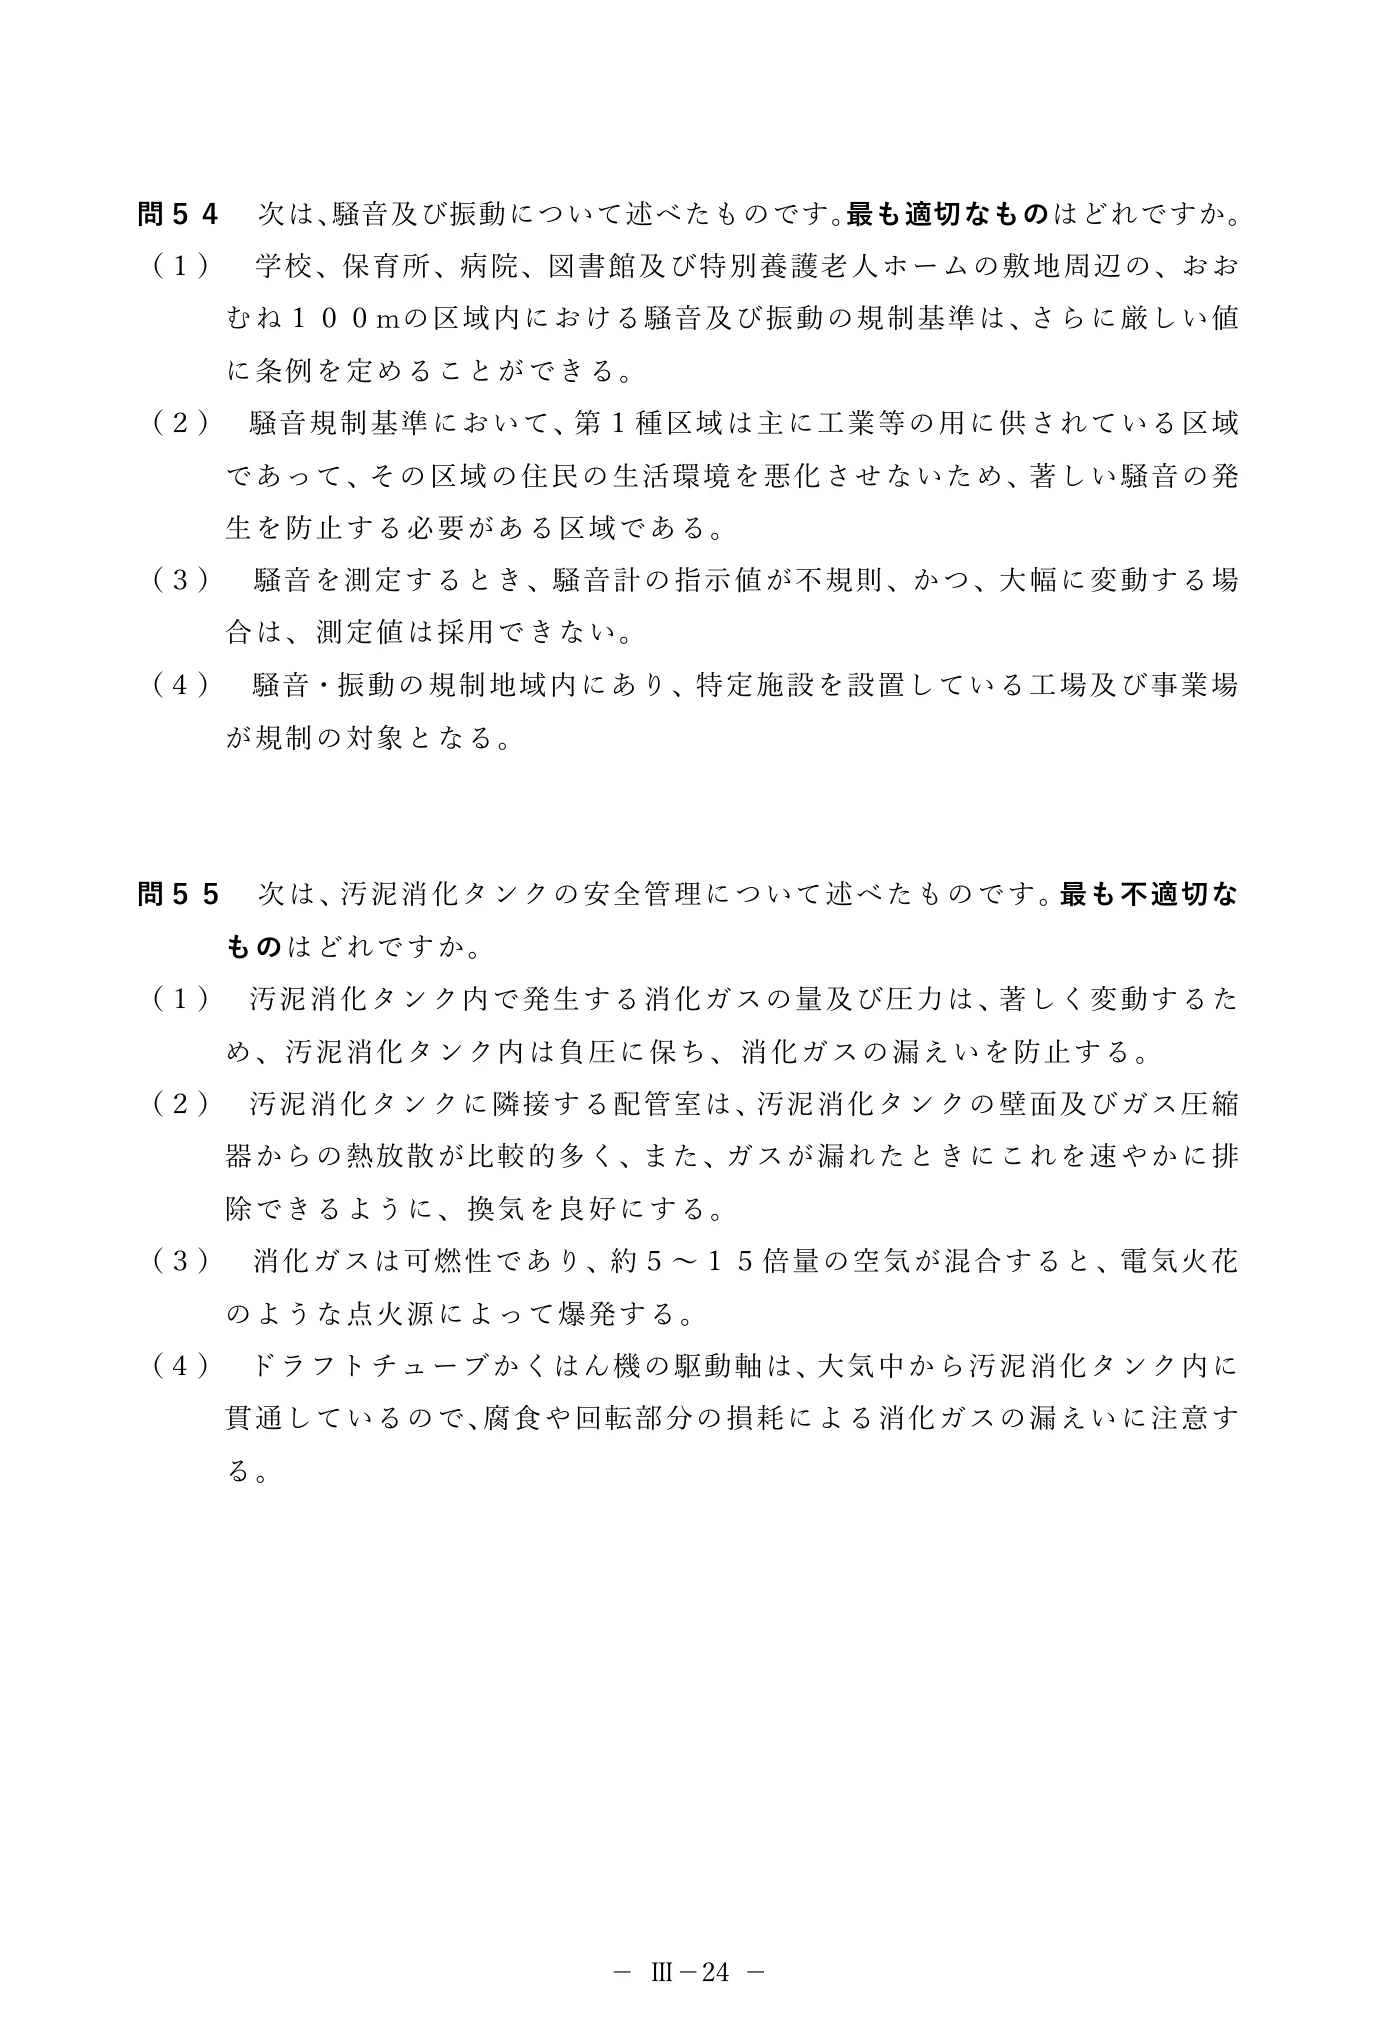 問５４　次は、騒音及び振動について述べたものです。最も適切なものはどれですか。
（１）　学校、保育所、病院、図書館及び特別養護老人ホームの敷地周辺の、おお
むね１００mの区域内における騒音及び振動の規制基準は、さらに厳しい値
に条例を定めることができる。
（２）　騒音規制基準において、第１種区域は主に工業等の用に供されている区域
であって、その区域の住民の生活環境を悪化させないため、著しい騒音の発
生を防止する必要がある区域である。
（３）　騒音を測定するとき、騒音計の指示値が不規則、かつ、大幅に変動する場
合は、測定値は採用できない。
（４）　騒音・振動の規制地域内にあり、特定施設を設置している工場及び事業場
が規制の対象となる。
問５５　次は、汚泥消化タンクの安全管理について述べたものです。最も不適切な
ものはどれですか。
（１）　汚泥消化タンク内で発生する消化ガスの量及び圧力は、著しく変動するた
め、汚泥消化タンク内は負圧に保ち、消化ガスの漏えいを防止する。
（２）　汚泥消化タンクに隣接する配管室は、汚泥消化タンクの壁面及びガス圧縮
器からの熱放散が比較的多く、また、ガスが漏れたときにこれを速やかに排
除できるように、換気を良好にする。
（３）　消化ガスは可燃性であり、約５～１５倍量の空気が混合すると、電気火花
のような点火源によって爆発する。
（４）　ドラフトチューブかくはん機の駆動軸は、大気中から汚泥消化タンク内に
貫通しているので、腐食や回転部分の損耗による消化ガスの漏えいに注意す
る。
－ Ⅲ－24 －